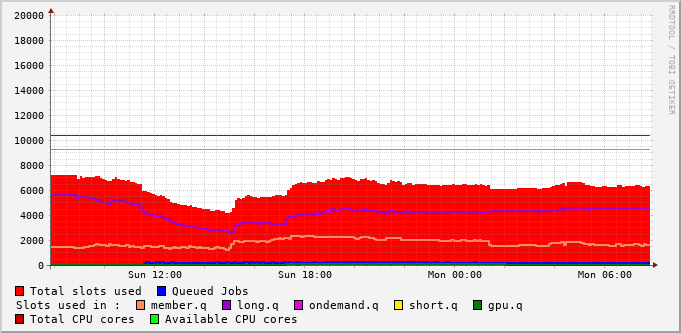 20000
18000
16000
14000
12000
10000
8000
6000
4000
2000
0
Sun 12:00 Sun 18:00 Mon 00:00 Mon 06:00
Total slots used Queued Jobs
Slots used in : member.q long.q ondemand.q short.q gpu.q
Total CPU cores Available CPU cores
RRDTOOL / TOBI OETIKER